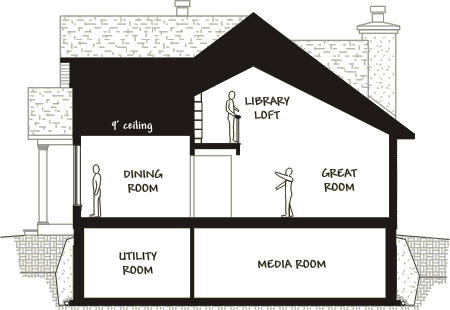 LIBRARY
LOFT
9' ceiling
DINING
ROOM
GREAT
ROOM
UTILITY
ROOM
MEDIA ROOM